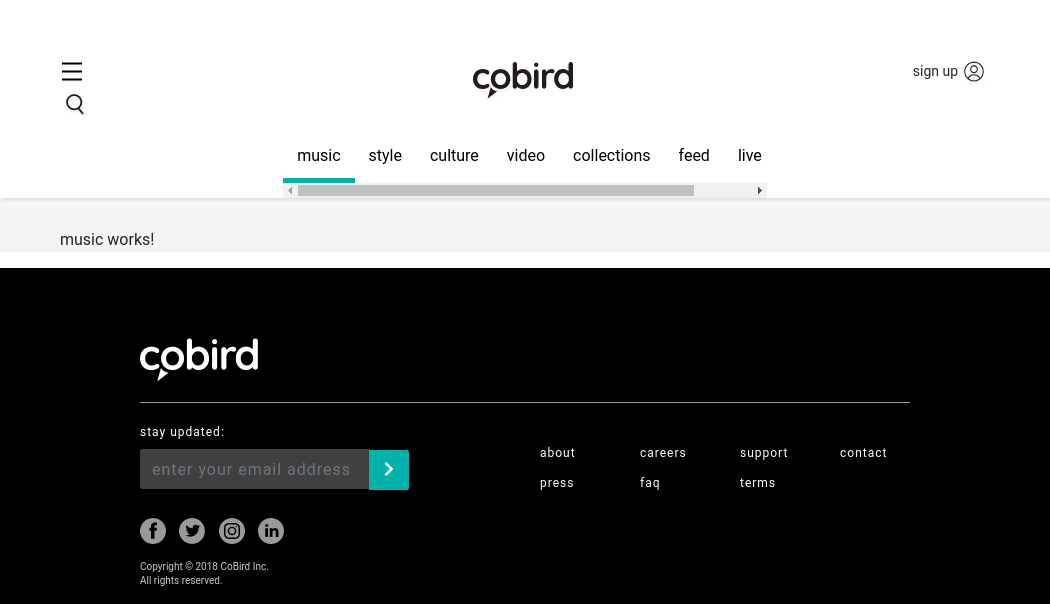 cobird
sign up
music style culture video collections feed live
music works!
cobird
stay updated:
enter your email address
about careers support contact
press faq terms
Copyright © 2018 CoBird Inc.
All rights reserved.